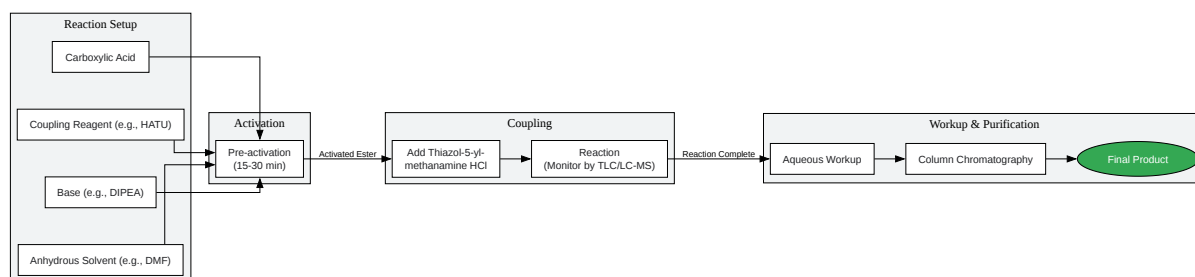 Reaction Setup
Carboxylic Acid
Coupling Reagent (e.g., HATU)
Base (e.g., DIPEA)
Anhydrous Solvent (e.g., DMF)
Activation
Pre-activation
(15-30 min)
Activated Ester
Coupling
Add Thiazol-5-yl-
methanamine HCl
Reaction
(Monitor by TLC/LC-MS)
Reaction Complete
Workup & Purification
Aqueous Workup
Column Chromatography
Final Product